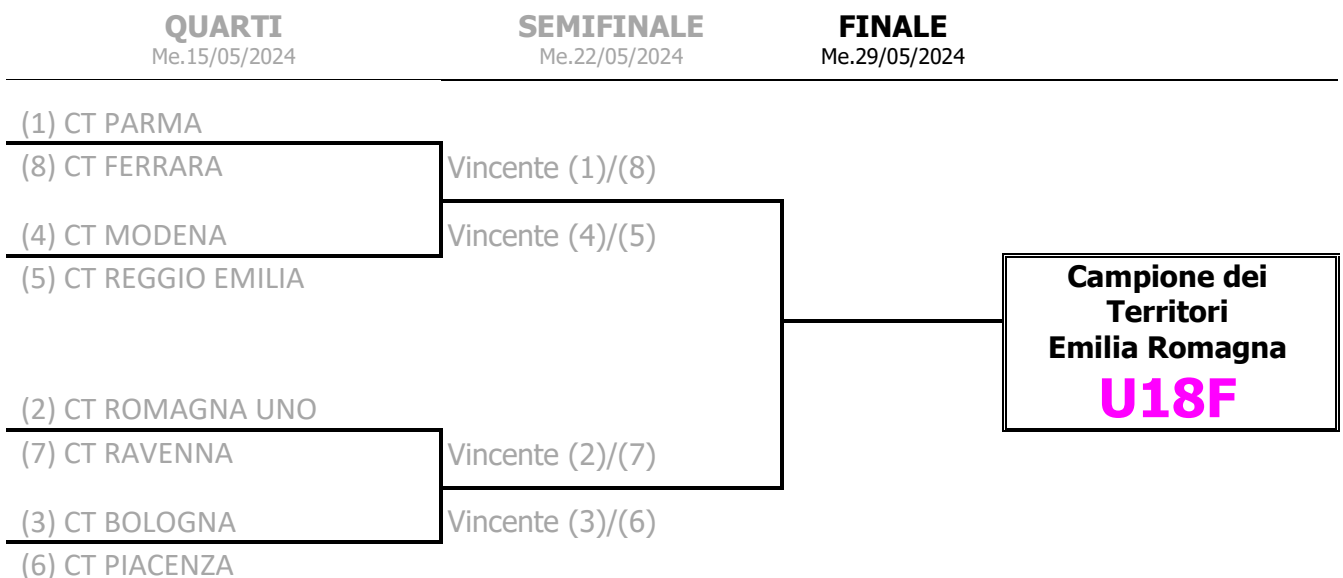 QUARTI SEMIFINALE FINALE
Me.15/05/2024 Me.22/05/2024 Me.29/05/2024
(1) CT PARMA
(8) CT FERRARA Vincente (1)/(8)
(4) CT MODENA Vincente (4)/(5)
(5) CT REGGIO EMILIA
Campione dei
Territori
Emilia Romagna
U18F
(2) CT ROMAGNA UNO
(7) CT RAVENNA Vincente (2)/(7)
(3) CT BOLOGNA Vincente (3)/(6)
(6) CT PIACENZA